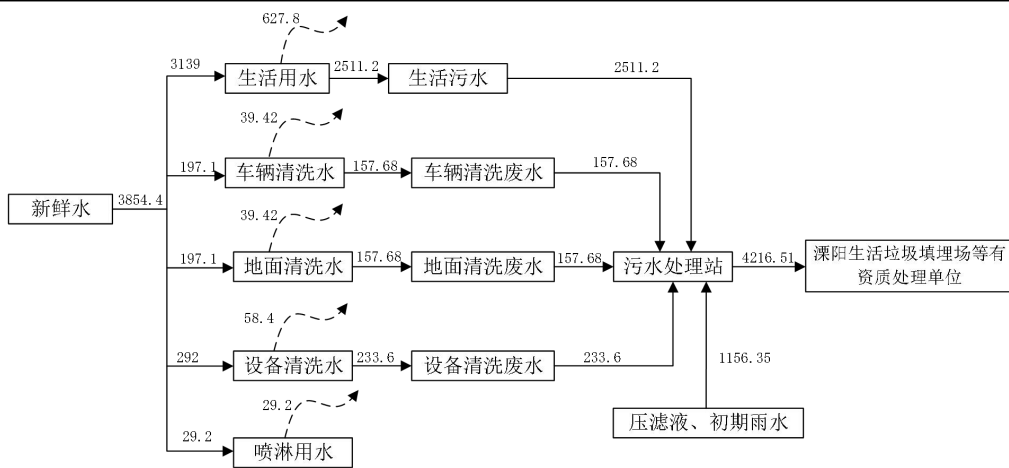 627.8
3139
生活用水
2511.2
生活污水
2511.2
39.42
197.1
车辆清洗水
157.68
车辆清洗废水
157.68
新鲜水
3854.4
39.42
197.1
地面清洗水
157.68
地面清洗废水
157.68
污水处理站
4216.51
溧阳生活垃圾填埋场等有
资质处理单位
58.4
292
设备清洗水
233.6
设备清洗废水
233.6
1156.35
29.2
29.2
喷淋用水
压滤液、初期雨水